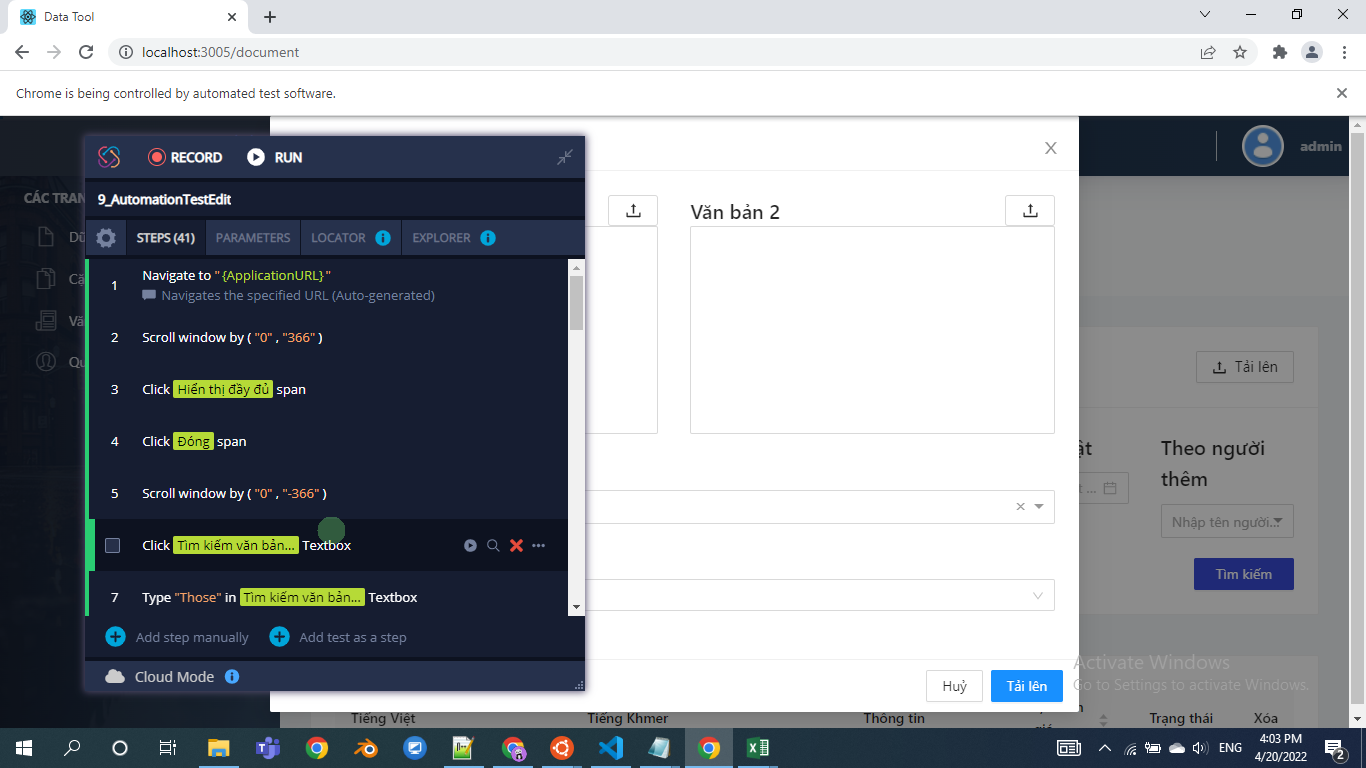 Data Tool
localhost:3005/document
Chrome is being controlled by automated test software.
RECORD
RUN
9_AutomationTestEdit
STEPS (41)
PARAMETERS
LOCATOR
EXPLORER
1
Navigate to "{ApplicationURL}"
Navigates the specified URL (Auto-generated)
2
Scroll window by ( "0" , "366" )
3
Click Hiển thị đầy đủ span
4
Click Đóng span
5
Scroll window by ( "0" , "-366" )
Click Tìm kiếm văn bản... Textbox
7
Type "Those" in Tìm kiếm văn bản... Textbox
Add step manually
Add test as a step
Cloud Mode
X
Văn bản 2
Huỷ
Tải lên
admin
CÁC TRAN
Tải lên
Theo người
thêm
Nhập tên người...
Tìm kiếm
Activate Windows
Go to Settings to activate Windows.
Tiếng Việt
Tiếng Khmer
Thông tin
Trạng thái
Xóa
ENG
4:03 PM
4/20/2022
2